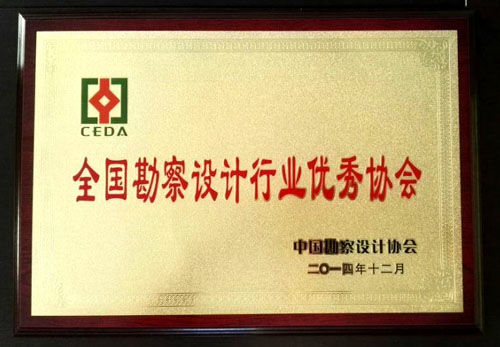 CEDA
全国勘察设计行业优秀协会
中国勘察设计协会
二〇一四年十二月